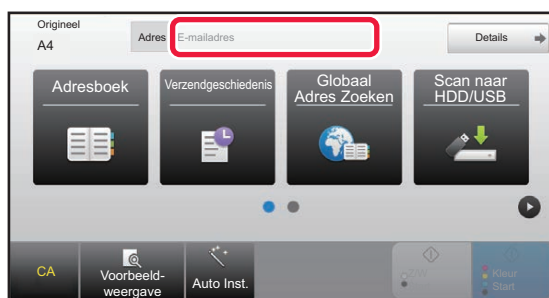 Origineel
A4
Adres
E-mailadres
Details
Adresboek
Verzendgeschiedenis
Globaal
Adres Zoeken
Scan naar
HDD/USB
CA
Voorbeeld-
weergave
Auto Inst.
Z/W
Start
Kleur
Start